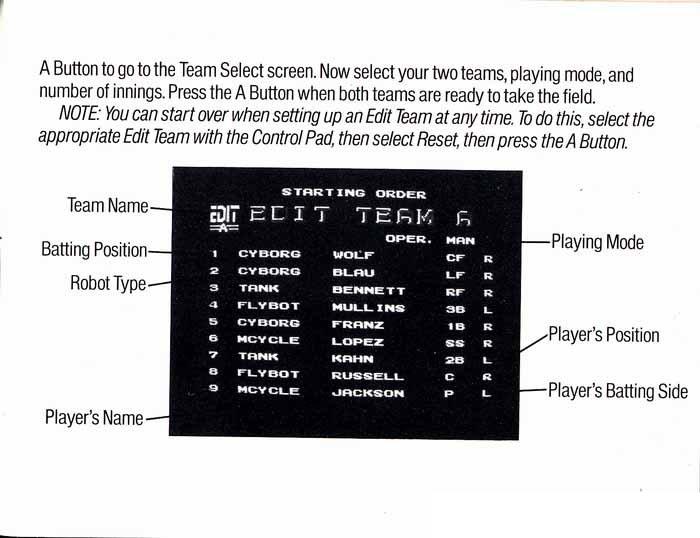 A Button to go to the Team Select screen. Now select your two teams, playing mode, and
number of innings. Press the A Button when both teams are ready to take the field.
NOTE: You can start over when setting up an Edit Team at any time. To do this, select the
appropriate Edit Team with the Control Pad, then select Reset, then press the A Button.
STARTING ORDER
Team Name
EDIT
A
EDIT TEAM A
OPER. MAN
Playing Mode
Batting Position
1 CYBORG WOLF CF R
2 CYBORG BLAU LF R
Robot Type
3 TANK BENNETT RF R
4 FLYBOT MULLINS 3B L
5 CYBORG FRANZ 1B R
Player's Position
6 MCYCLE LOPEZ SS R
7 TANK KAHN 2B L
8 FLYBOT RUSSELL C R
9 MCYCLE JACKSON P L
Player's Batting Side
Player's Name